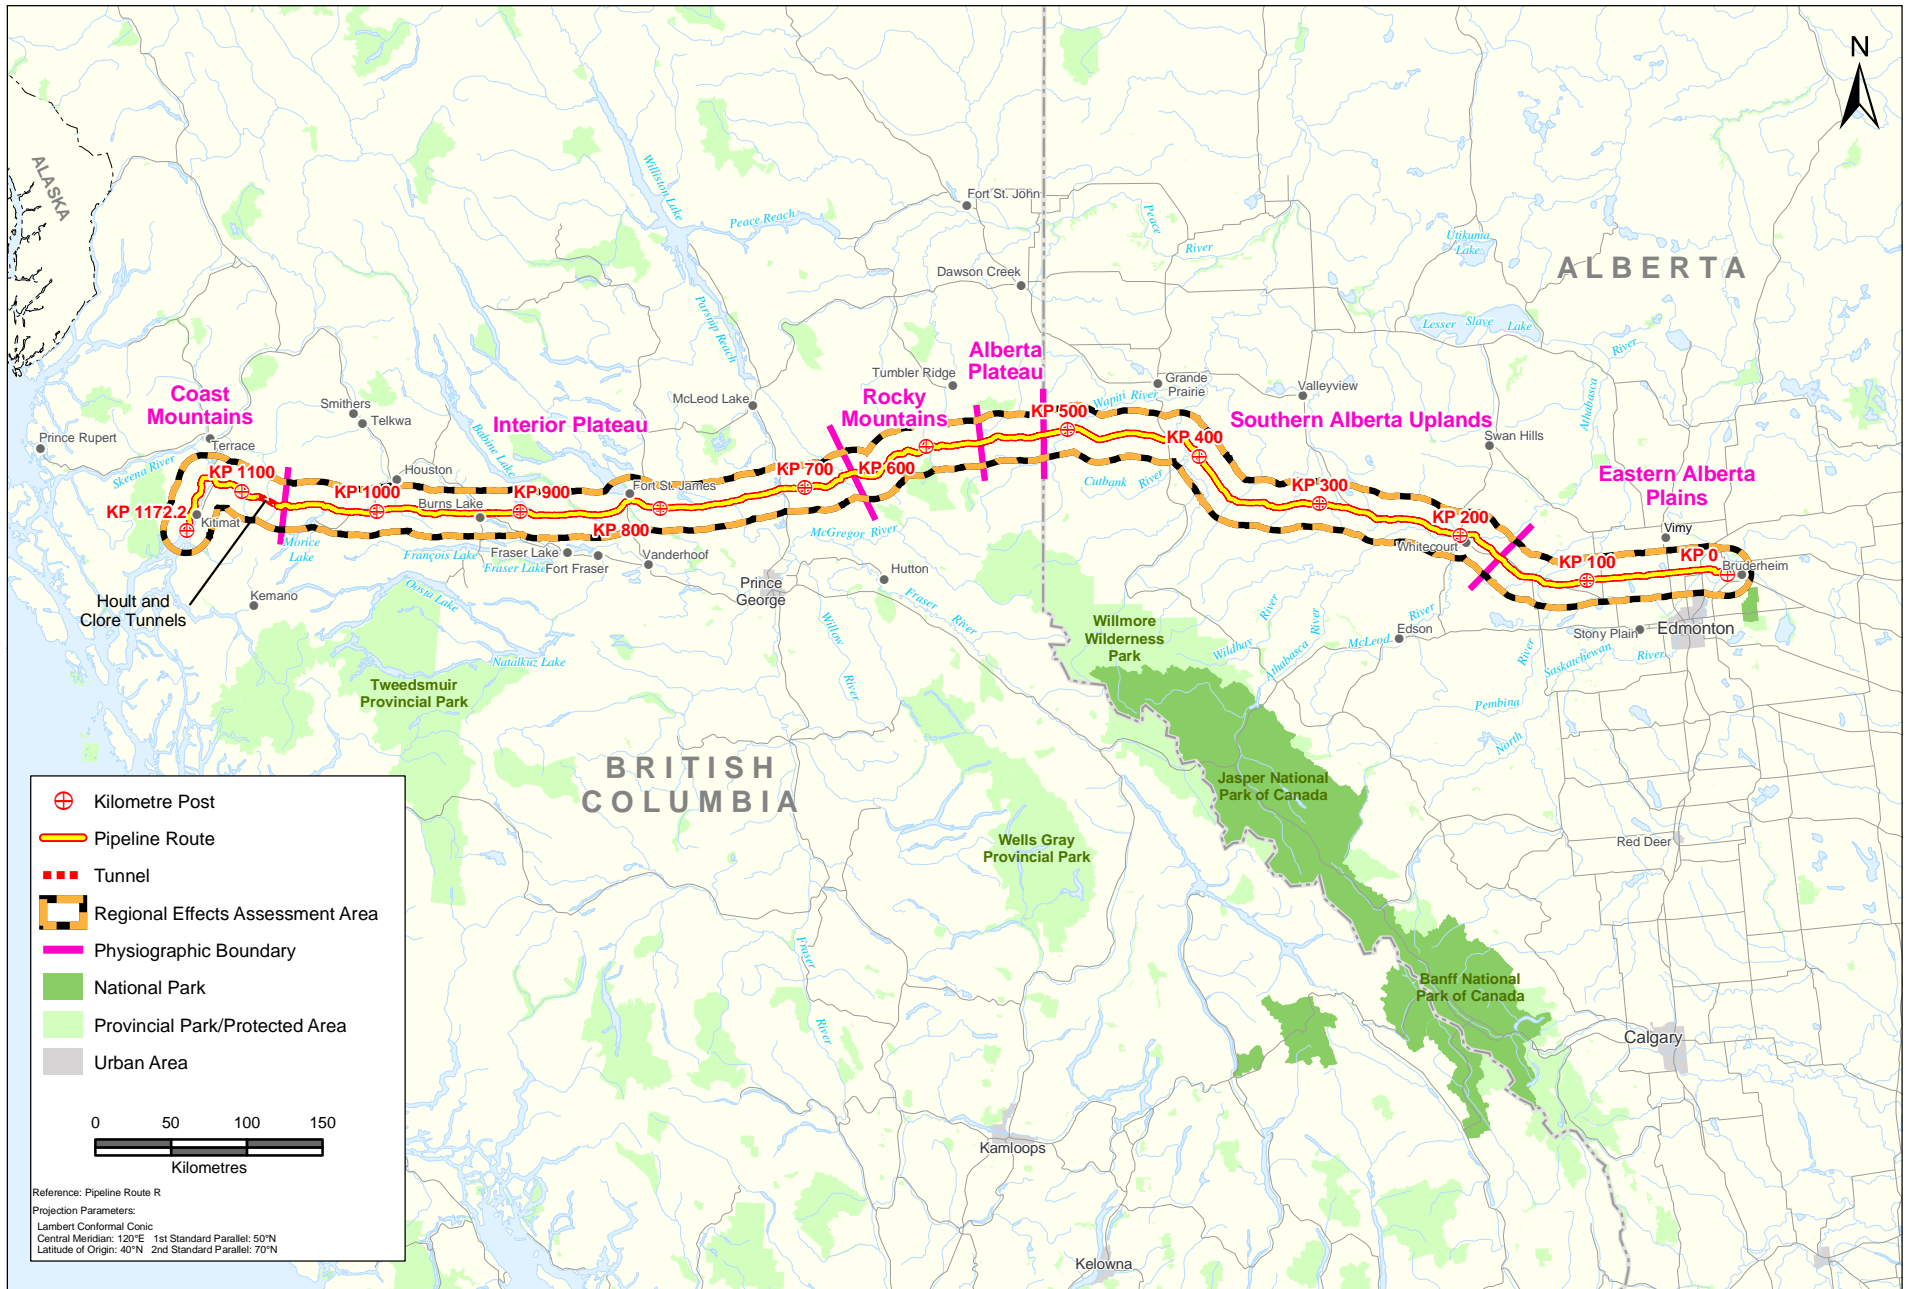 N
ALASKA
Fort St. John
Williston Lake
Peace Reach
Peace
River
Utikuma
Lake
ALBERTA
Dawson Creek
Parsnip Reach
Lesser Slave Lake
River
Athabasca
Alberta
Plateau
Tumbler Ridge
Grande
Prairie
Valleyview
Coast
Mountains
Rocky
Mountains
McLeod Lake
Wapiti River
Smithers
Telkwa
Interior Plateau
Babine Lake
KP 500
Southern Alberta Uplands
Swan Hills
Prince Rupert
Terrace
Skeena River
KP 1100
Houston
KP 1000
Burns Lake
KP 900
Fort St. James
KP 700
KP 600
KP 400
Cutbank River
KP 300
KP 200
Whitecourt
Eastern Alberta
Plains
Vimy
KP 100
KP 0
Bruderheim
KP 1172.2
Kitimat
Morice
Lake
KP 800
McGregor River
François Lake
Fraser Lake
Fraser Lake
Fort Fraser
Vanderhoof
Prince
George
Hutton
Fraser River
Kemano
Hoult and
Clore Tunnels
Ootsa Lake
Natalkuz Lake
Tweedsmuir
Provincial Park
Willow
River
Willmore
Wilderness
Park
Wildhay
River
Athabasca
River
McLeod
River
Edson
Stony Plain
Edmonton
River
Saskatchewan
River
Pembina
North
BRITISH
COLUMBIA
Jasper National
Park of Canada
Wells Gray
Provincial Park
Red Deer
Fraser
River
Banff National
Park of Canada
Calgary
Kamloops
Kelowna
Kilometre Post
Pipeline Route
Tunnel
Regional Effects Assessment Area
Physiographic Boundary
National Park
Provincial Park/Protected Area
Urban Area
0 50 100 150
Kilometres
Reference: Pipeline Route R
Projection Parameters:
Lambert Conformal Conic
Central Meridian: 120°E 1st Standard Parallel: 50°N
Latitude of Origin: 40°N 2nd Standard Parallel: 70°N